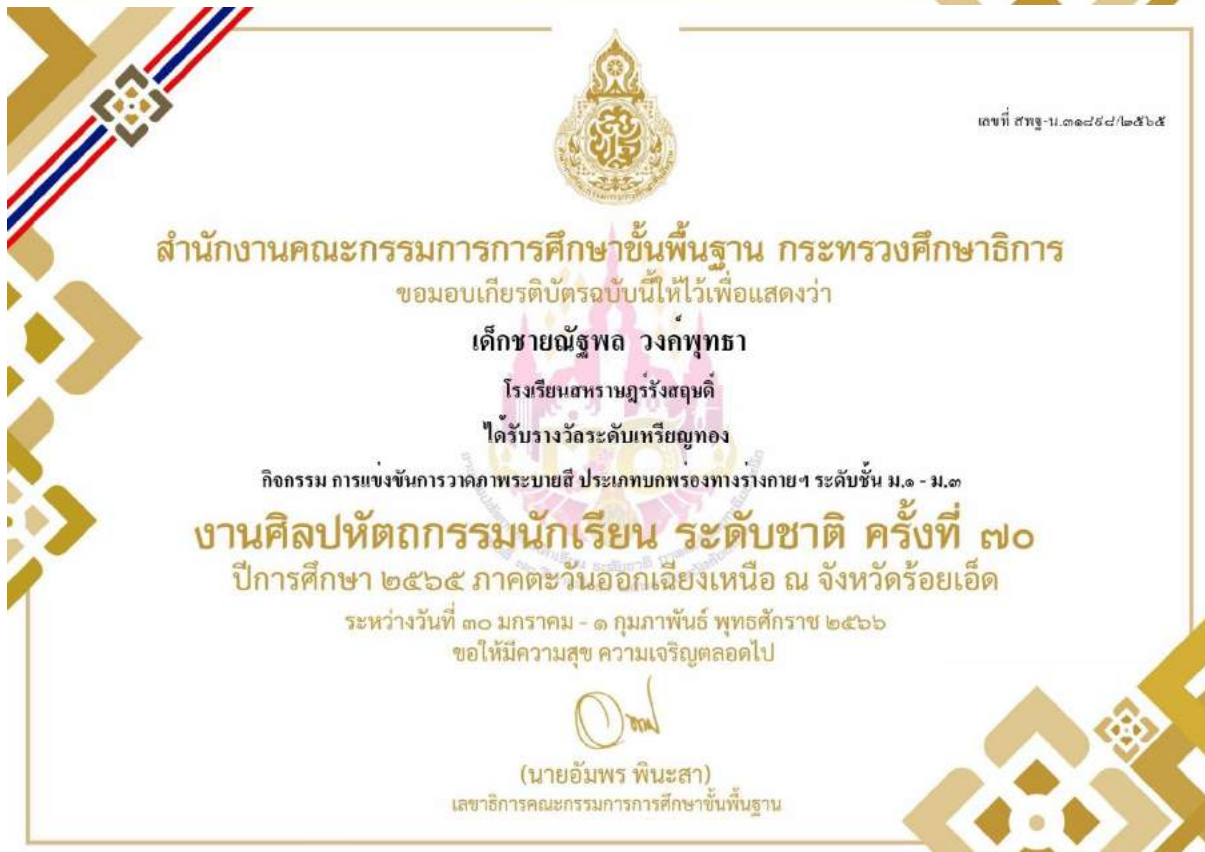 เลขที่ สพฐ-น.๓๑๘๙๘/๒๕๖๕
สำนักงานคณะกรรมการการศึกษาขั้นพื้นฐาน กระทรวงศึกษาธิการ
ขอมอบเกียรติบัตรฉบับนี้ให้ไว้เพื่อแสดงว่า
เด็กชายณัฐพล วงค์พุทธา
โรงเรียนสหราษฎร์รังสฤษดิ์
ได้รับรางวัลระดับเหรียญทอง
กิจกรรม การแข่งขันการวาดภาพระบายสี ประเภทบกพร่องทางร่างกายฯ ระดับชั้น ม.๑ - ม.๓
งานศิลปหัตถกรรมนักเรียน ระดับชาติ ครั้งที่ ๗๐
ปีการศึกษา ๒๕๖๕ ภาคตะวันออกเฉียงเหนือ ณ จังหวัดร้อยเอ็ด
ระหว่างวันที่ ๓๐ มกราคม - ๑ กุมภาพันธ์ พุทธศักราช ๒๕๖๖
ขอให้มีความสุข ความเจริญตลอดไป
(นายอัมพร พินะสา)
เลขาธิการคณะกรรมการการศึกษาขั้นพื้นฐาน